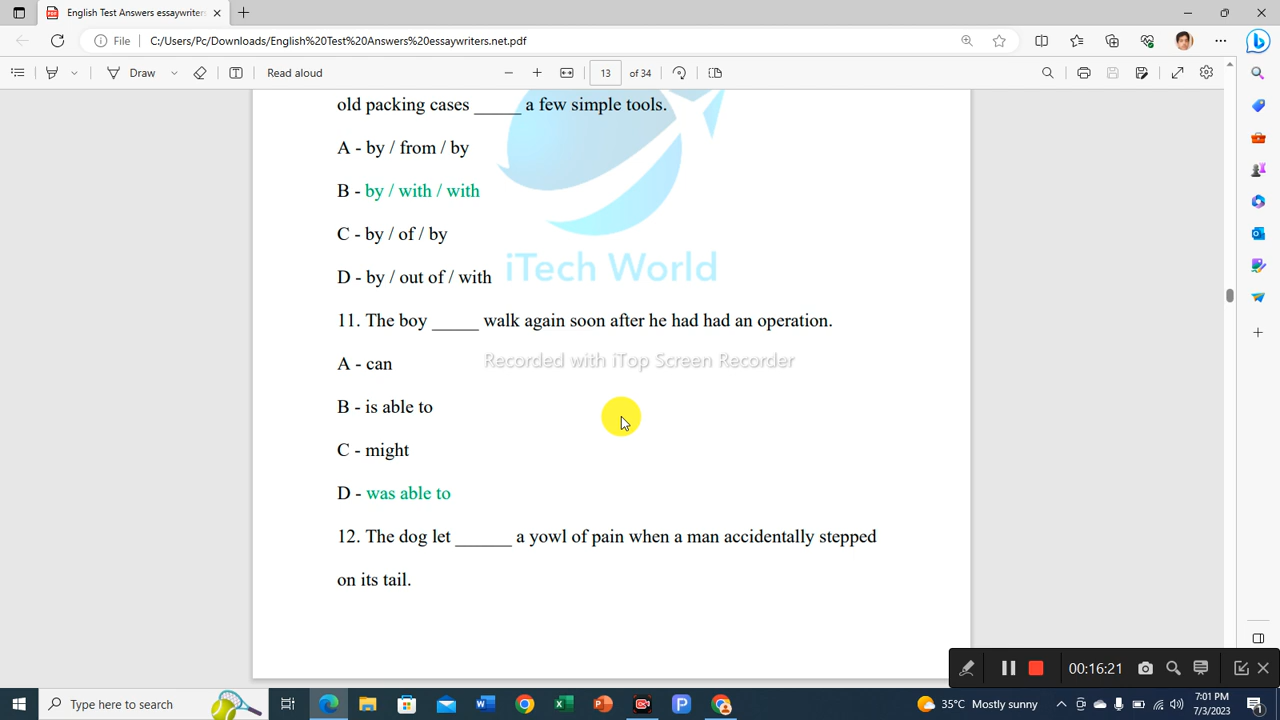 English Test Answers essaywriter
File
C:/Users/Pc/Downloads/English%20Test%20Answers%20essaywriters.net.pdf
Draw
Read aloud
13
of 34
old packing cases _____ a few simple tools.
A - by / from / by
B - by / with / with
C - by / of / by
D - by / out of / with
iTech World
11. The boy _____ walk again soon after he had had an operation.
Recorded with iTop Screen Recorder
A - can
B - is able to
C - might
D - was able to
12. The dog let ______ a yowl of pain when a man accidentally stepped
on its tail.
00:16:21
Type here to search
35°C Mostly sunny
7:01 PM
7/3/2023